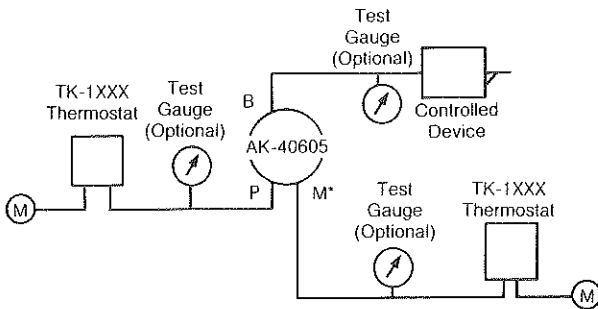 Test
Gauge
(Optional)
TK-1XXX
Thermostat
Test
Gauge
(Optional)
B
Controlled
Device
AK-40605
P
M*
M
Test
Gauge
(Optional)
TK-1XXX
Thermostat
M